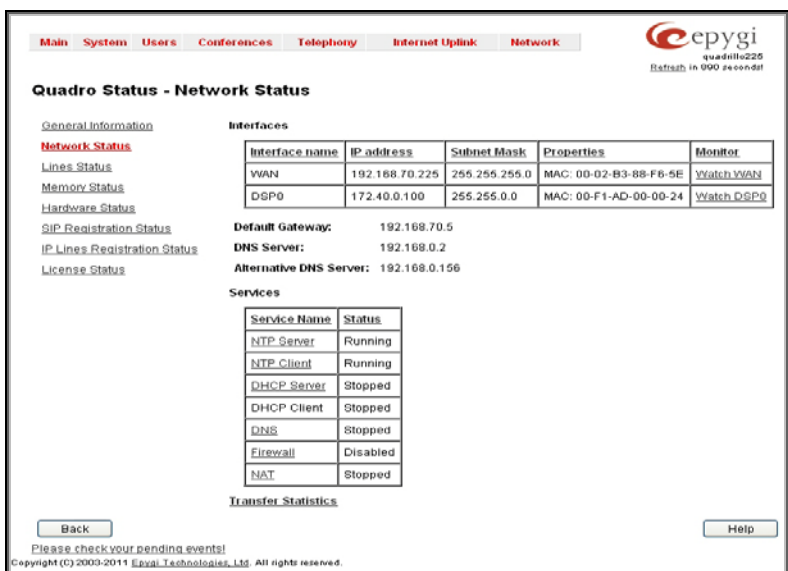 Main System Users Conferences Telephony Internet Uplink Network
epygi
quadrillo225
Refresh in 890 seconds!
Quadro Status - Network Status
General Information
Network Status
Lines Status
Memory Status
Hardware Status
SIP Registration Status
IP Lines Registration Status
License Status
Interfaces
Interface name IP address Subnet Mask Properties Monitor
WAN 192.168.70.225 255.255.255.0 MAC: 00-02-B3-88-F6-5E Watch WAN
DSP0 172.40.0.100 255.255.0.0 MAC: 00-F1-AD-00-00-24 Watch DSP0
Default Gateway: 192.168.70.5
DNS Server: 192.168.0.2
Alternative DNS Server: 192.168.0.156
Services
Service Name Status
NTP Server Running
NTP Client Running
DHCP Server Stopped
DHCP Client Stopped
DNS Stopped
Firewall Disabled
NAT Stopped
Transfer Statistics
Back
Help
Please check your pending events!
Copyright (C) 2003-2011 Epygi Technologies, Ltd. All rights reserved.